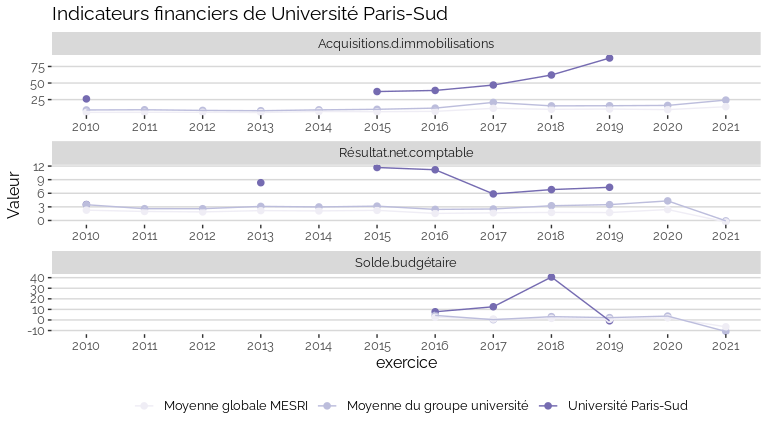 Indicateurs financiers de Université Paris-Sud
Acquisitions.d.immobilisations
75
50
25
2010 2011 2012 2013 2014 2015 2016 2017 2018 2019 2020 2021
Résultat.net.comptable
12
9
6
3
0
2010 2011 2012 2013 2014 2015 2016 2017 2018 2019 2020 2021
Valeur
Solde.budgétaire
40
30
20
10
0
-10
2010 2011 2012 2013 2014 2015 2016 2017 2018 2019 2020 2021
exercice
Moyenne globale MESRI Moyenne du groupe université Université Paris-Sud